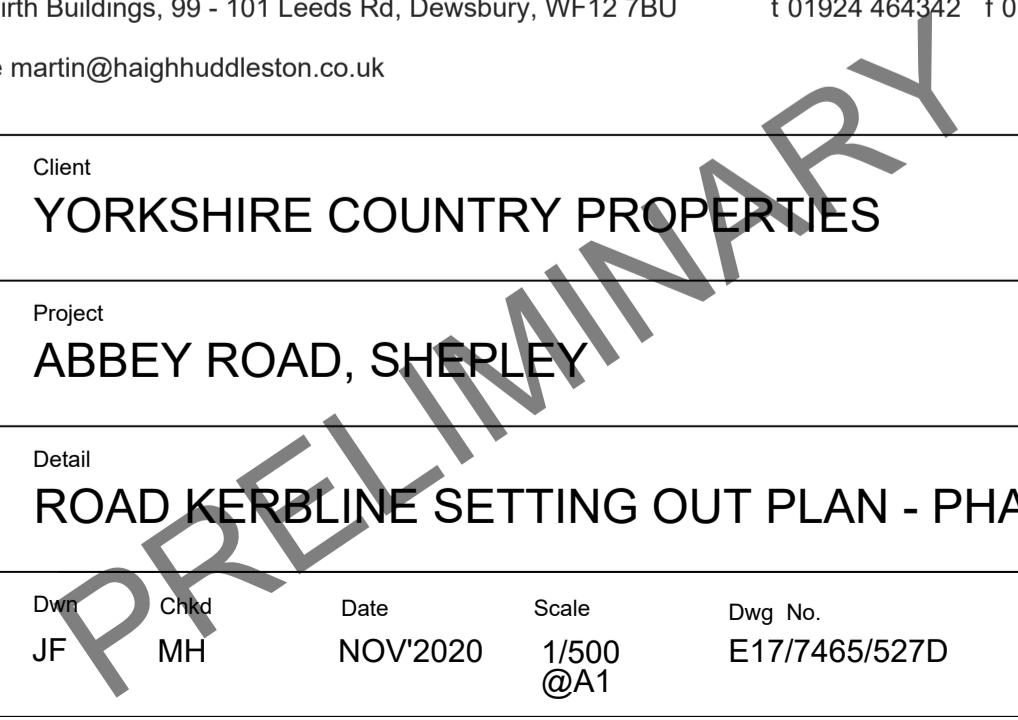 irth Buildings, 99 - 101 Leeds Rd, Dewsbury, WF12 7BU t 01924 464342 f 0
e martin@haighhuddleston.co.uk
Client
YORKSHIRE COUNTRY PROPERTIES
Project
ABBEY ROAD, SHEPLEY
Detail
ROAD KERBLINE SETTING OUT PLAN - PHA
Dwn Chkd Date Scale Dwg No.
JF MH NOV'2020 1/500 E17/7465/527D
@A1
PRELIMINARY